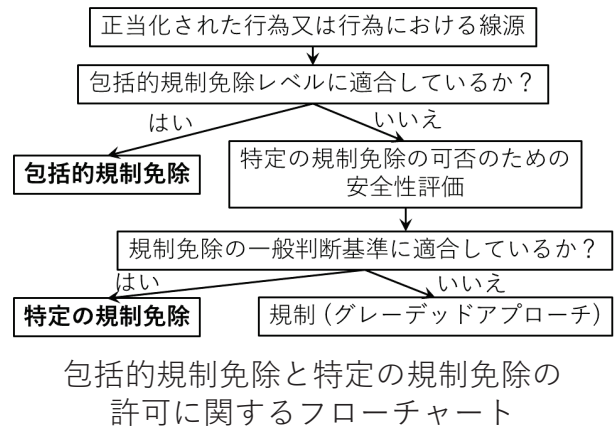 正当化された行為又は行為における線源
包括的規制免除レベルに適合しているか？
はい
いいえ
包括的規制免除
特定の規制免除の可否のための
安全性評価
規制免除の一般判断基準に適合しているか？
はい
いいえ
特定の規制免除
規制 (グレーデッドアプローチ)
包括的規制免除と特定の規制免除の
許可に関するフローチャート